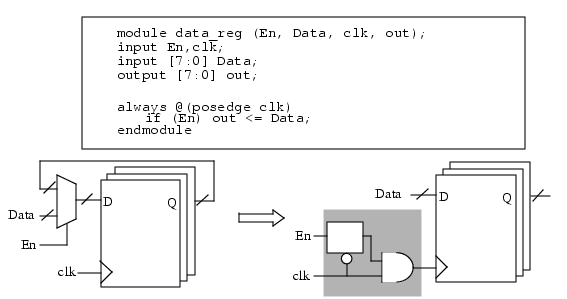 module data_reg (En, Data, clk, out);
input En,clk;
input [7:0] Data;
output [7:0] out;
always @(posedge clk)
if (En) out <= Data;
endmodule
D
Q
Data
En
clk
Data
D
Q
En
clk